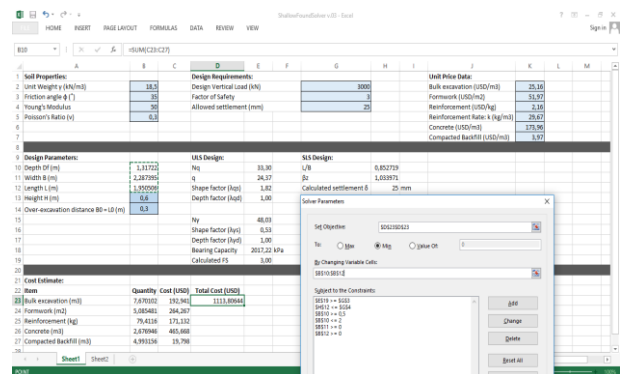 ShallowFoundSolver v.03 - Excel
Sign in
HOME INSERT PAGE LAYOUT FORMULAS DATA REVIEW VIEW
B10 =SUM(C23:C27)
A B C D E F G H I J K L M
1 Soil Properties: Design Requirements: Unit Price Data:
2 Unit Weight γ (kN/m3) 18,5 Design Vertical Load (kN) 3000 Bulk excavation (USD/m3) 25,16
3 Friction angle ϕ (˚) 35 Factor of Safety 3 Formwork (USD/m2) 51,97
4 Young's Modulus 50 Allowed settlement (mm) 25 Reinforcement (USD/kg) 2,16
5 Poisson's Ratio (ν) 0,3 Reinforcement Rate: k (kg/m3) 29,67
6 Concrete (USD/m3) 173,96
7 Compacted Backfill (USD/m3) 3,97
8
9 Design Parameters: ULS Design: SLS Design:
10 Depth Df (m) 1,31722 Nq 33,30 L/B 0,852719
11 Width B (m) 2,287395 q 24,37 βz 1,033971
12 Length L (m) 1,950506 Shape factor (λqs) 1,82 Calculated settlement δ 25 mm
13 Height H (m) 0,6 Depth factor (λqd) 1,00
14 Over-excavation distance B0 = L0 (m) 0,3
15 Nγ 48,03
16 Shape factor (λγs) 0,53
17 Depth factor (λγd) 1,00
18 Bearing Capacity 2017,22 kPa
19 Calculated FS 3,00
20
21 Cost Estimate:
22 Item Quantity Cost (USD) Total Cost (USD)
23 Bulk excavation (m3) 7,670102 192,941 1113,80644
24 Formwork (m2) 5,085481 264,267
25 Reinforcement (kg) 79,4116 171,132
26 Concrete (m3) 2,676946 465,668
27 Compacted Backfill (m3) 4,993156 19,798
28
Solver Parameters
Set Objective: $D$23:$D$23
To: Max Min Value Of: 0
By Changing Variable Cells:
$B$10:$B$12
Subject to the Constraints:
$E$19 >= $G$3
$H$12 <= $G$4
$B$10 >= 0,5
$B$10 <= 2
$B$11 >= 0
$B$12 >= 0
Add
Change
Delete
Reset All
Sheet1 Sheet2
POINT 100%